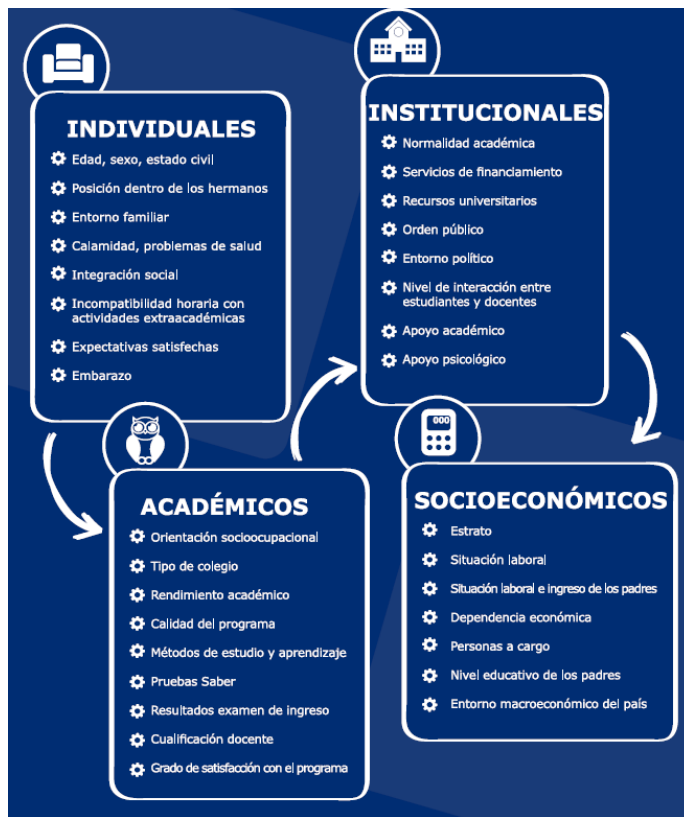 INDIVIDUALES
Edad, sexo, estado civil
Posición dentro de los hermanos
Entorno familiar
Calamidad, problemas de salud
Integración social
Incompatibilidad horaria con
actividades extraacadémicas
Expectativas satisfechas
Embarazo
ACADÉMICOS
Orientación socioocupacional
Tipo de colegio
Rendimiento académico
Calidad del programa
Métodos de estudio y aprendizaje
Pruebas Saber
Resultados examen de ingreso
Cualificación docente
Grado de satisfacción con el programa
INSTITUCIONALES
Normalidad académica
Servicios de financiamiento
Recursos universitarios
Orden público
Entorno político
Nivel de interacción entre
estudiantes y docentes
Apoyo académico
Apoyo psicológico
000
SOCIOECONÓMICOS
Estrato
Situación laboral
Situación laboral e ingreso de los padres
Dependencia económica
Personas a cargo
Nivel educativo de los padres
Entorno macroeconómico del país